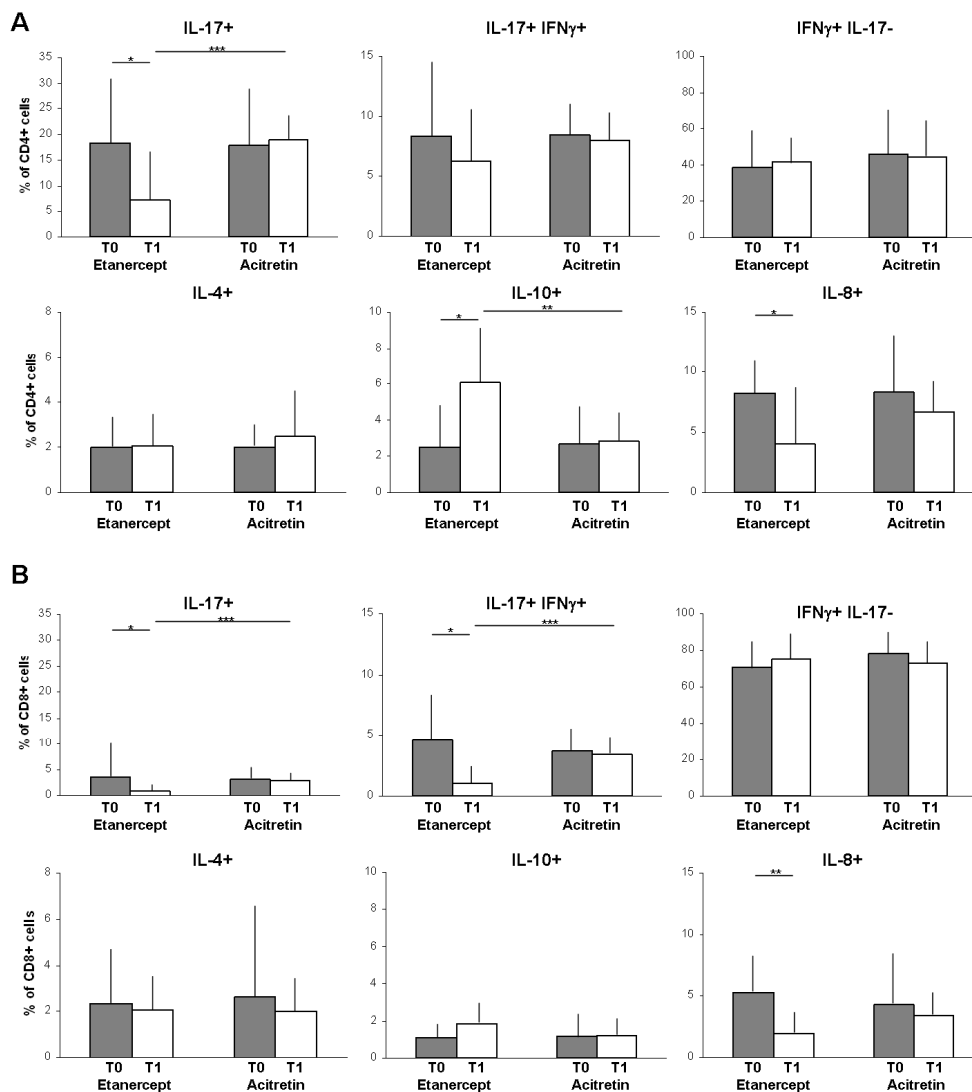 A
IL-17+
IL-17+ IFNγ+
IFNγ+ IL-17-
% of CD4+ cells
35
30
25
20
15
10
5
0
*
***
T0 T1 T0 T1
Etanercept Acitretin
15
10
5
0
T0 T1 T0 T1
Etanercept Acitretin
100
80
60
40
20
0
T0 T1 T0 T1
Etanercept Acitretin
IL-4+
IL-10+
IL-8+
% of CD4+ cells
8
6
4
2
0
T0 T1 T0 T1
Etanercept Acitretin
10
8
6
4
2
0
*
**
T0 T1 T0 T1
Etanercept Acitretin
15
10
5
0
*
T0 T1 T0 T1
Etanercept Acitretin
B
IL-17+
IL-17+ IFNγ+
IFNγ+ IL-17-
% of CD8+ cells
35
30
25
20
15
10
5
0
*
***
T0 T1 T0 T1
Etanercept Acitretin
15
10
5
0
*
***
T0 T1 T0 T1
Etanercept Acitretin
100
80
60
40
20
0
T0 T1 T0 T1
Etanercept Acitretin
IL-4+
IL-10+
IL-8+
% of CD8+ cells
8
6
4
2
0
T0 T1 T0 T1
Etanercept Acitretin
10
8
6
4
2
0
T0 T1 T0 T1
Etanercept Acitretin
15
10
5
0
**
T0 T1 T0 T1
Etanercept Acitretin